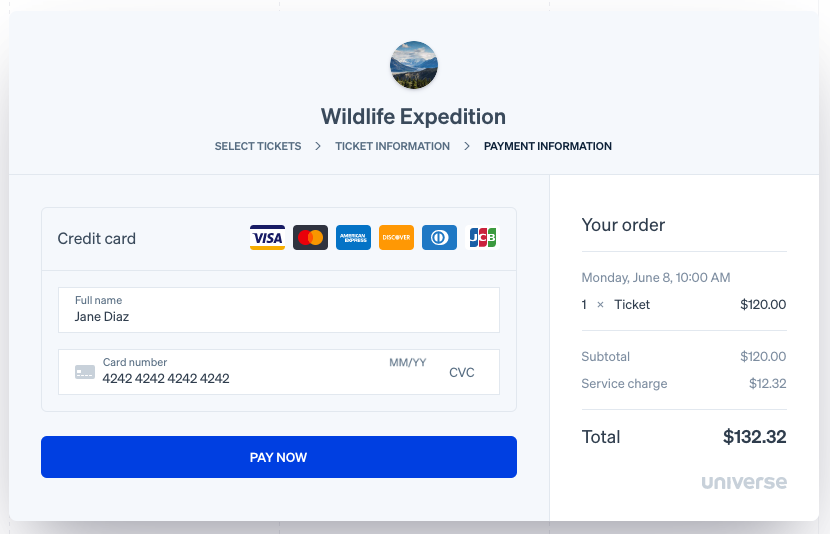 Wildlife Expedition
SELECT TICKETS > TICKET INFORMATION > PAYMENT INFORMATION
Credit card
VISA
AMERICAN EXPRESS
DISCOVER
JCB
Full name
Jane Diaz
Card number
4242 4242 4242 4242
MM/YY
CVC
PAY NOW
Your order
Monday, June 8, 10:00 AM
1 × Ticket $120.00
Subtotal $120.00
Service charge $12.32
Total $132.32
universe